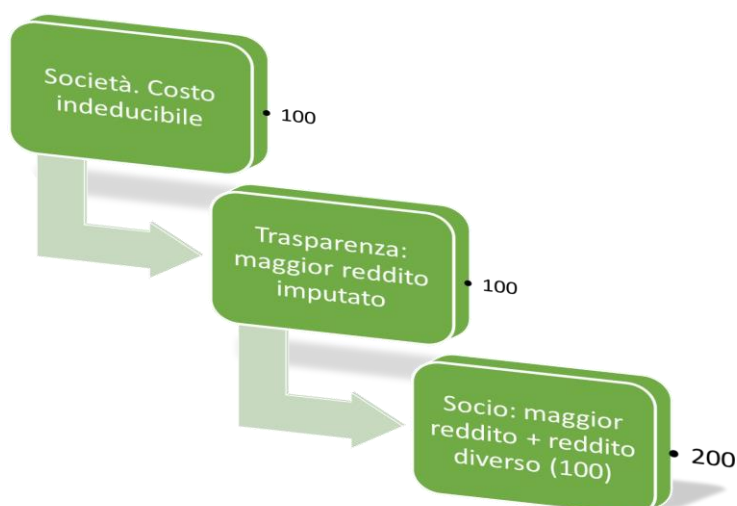 Società. Costo
indeducibile
• 100
Trasparenza:
maggior reddito
imputato
• 100
Socio: maggior
reddito + reddito
diverso (100)
• 200